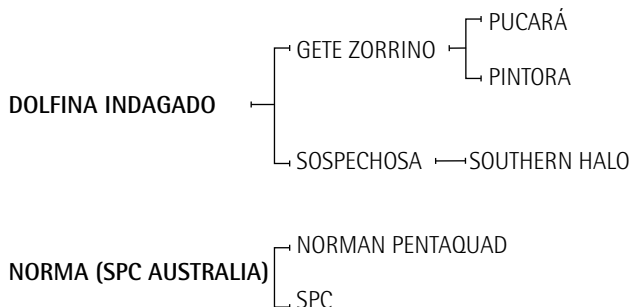 PUCARÁ
GETE ZORRINO
PINTORA
DOLFINA INDAGADO
SOSPECHOSA SOUTHERN HALO
NORMAN PENTAQUAD
NORMA (SPC AUSTRALIA)
SPC